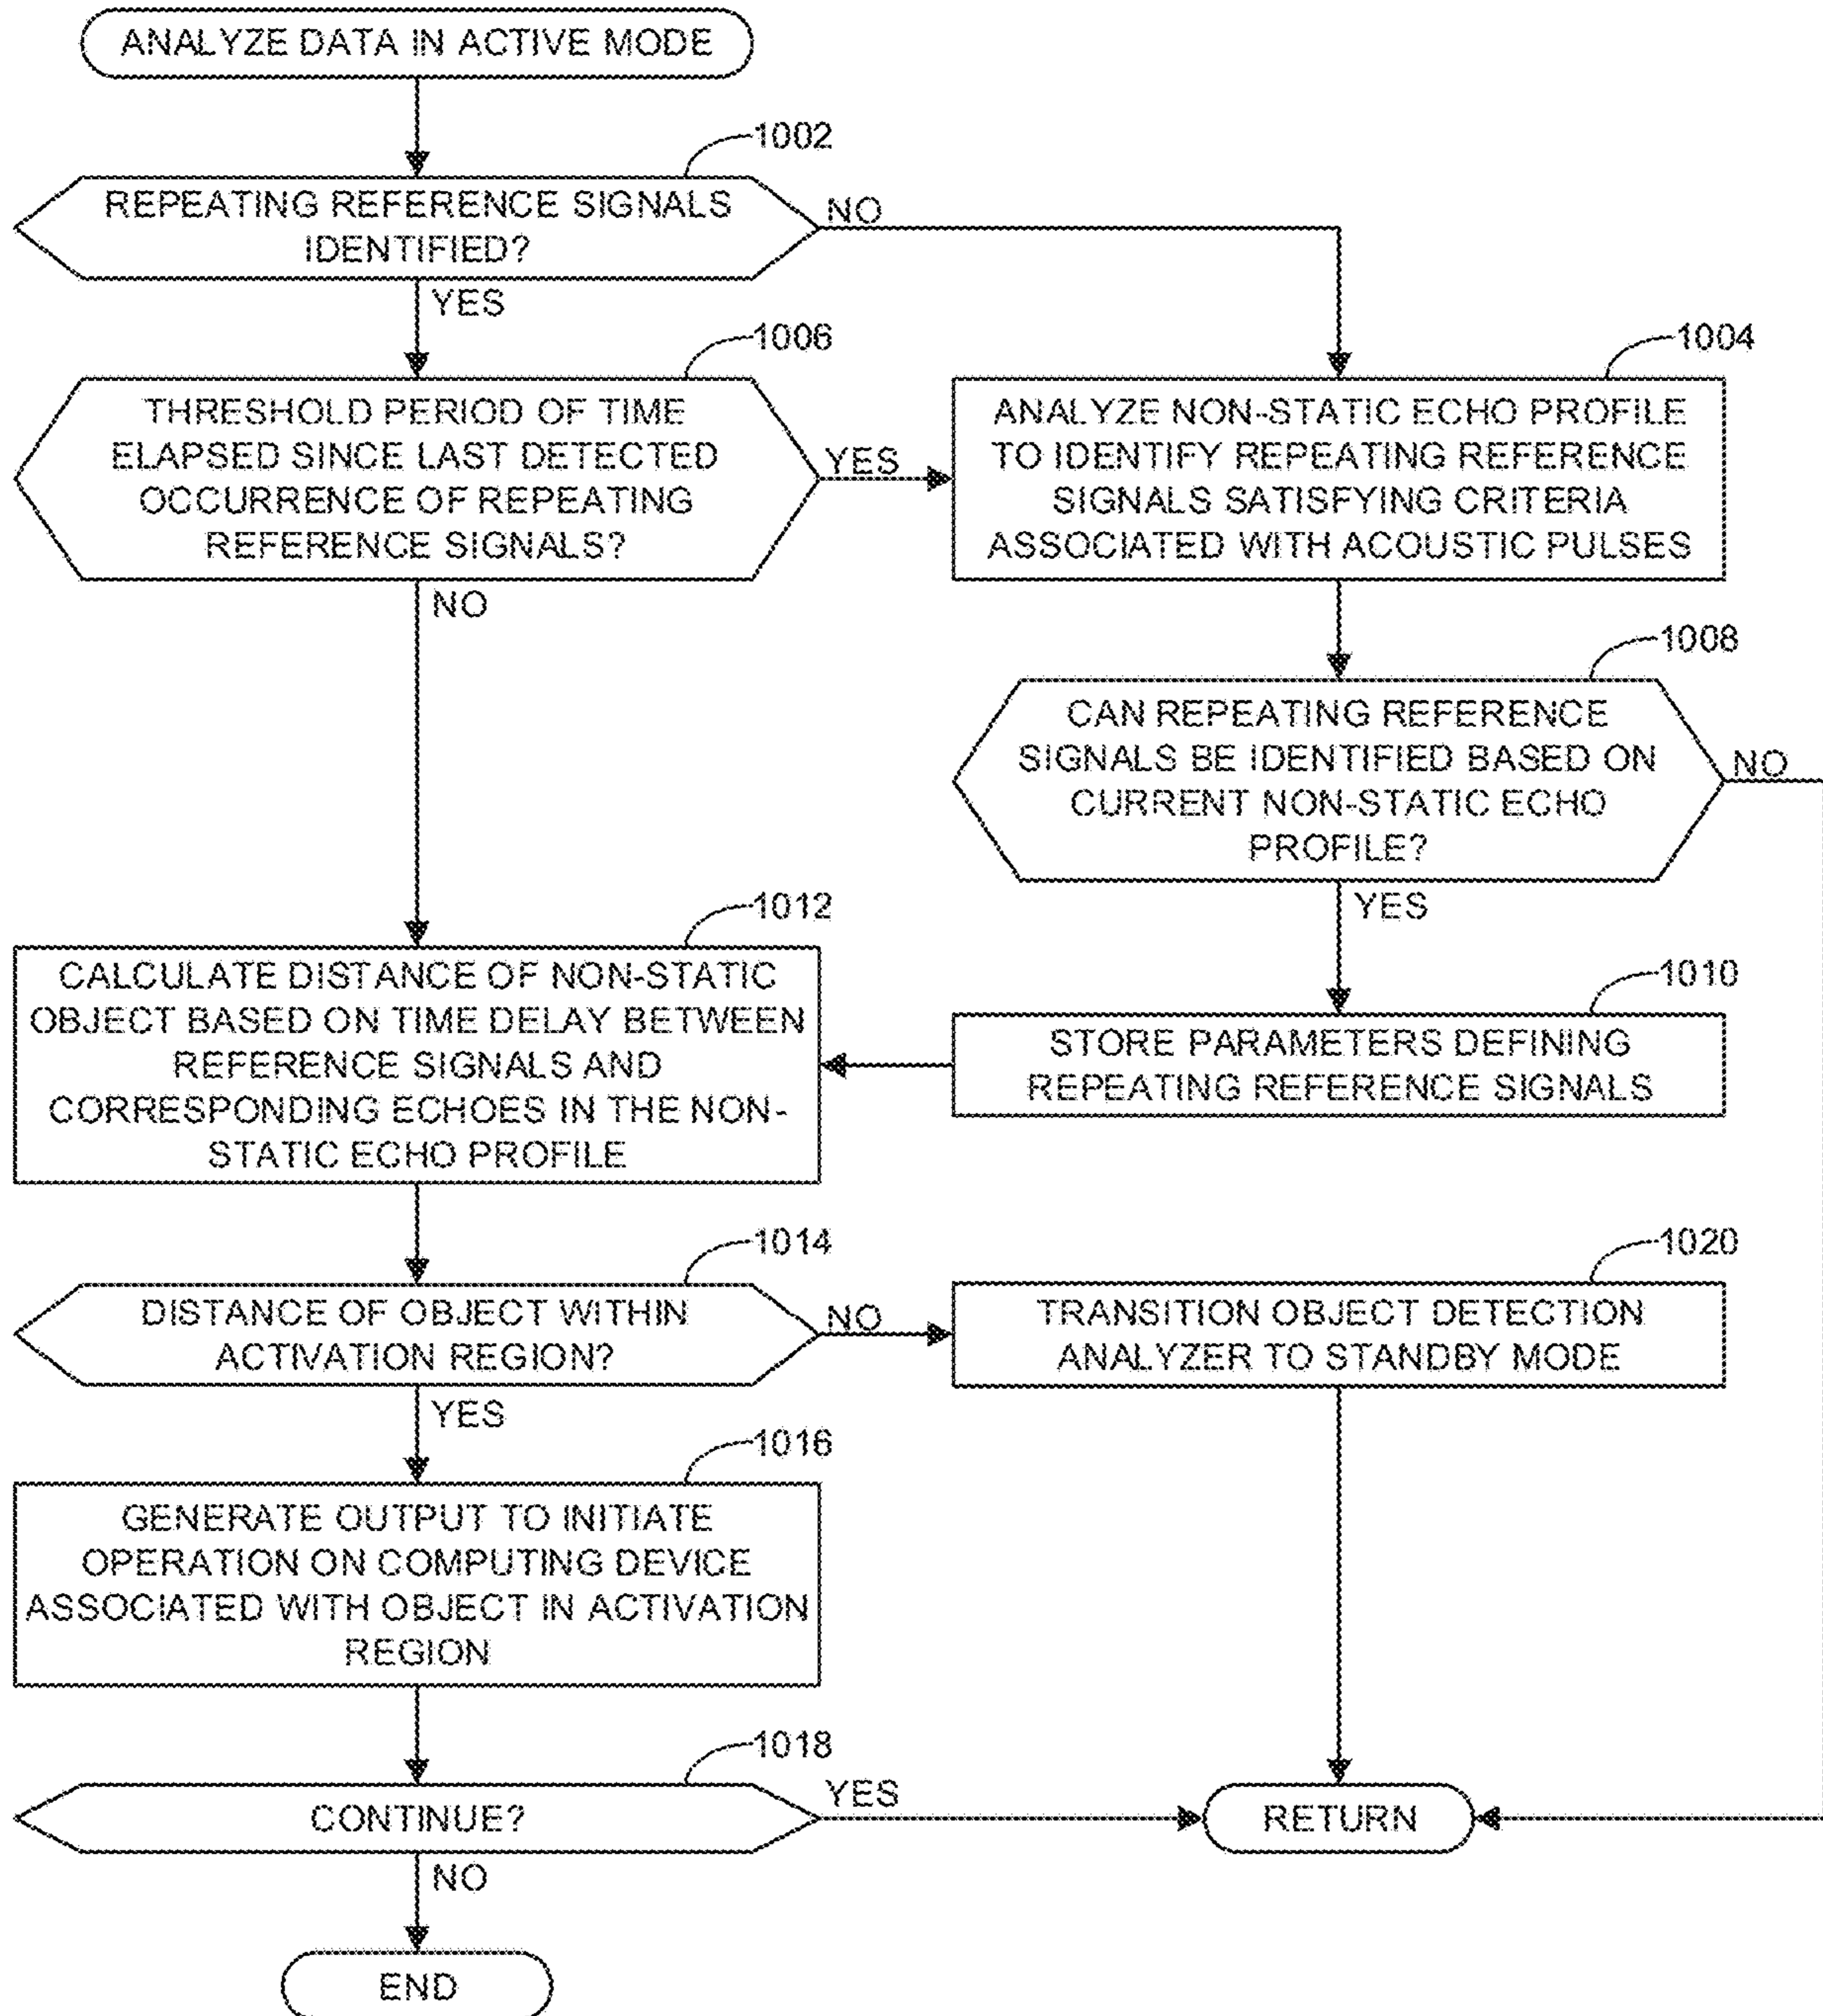 ANALYZE DATA IN ACTIVE MODE
1002
REPEATING REFERENCE SIGNALS
IDENTIFIED?
NO
YES
1006
THRESHOLD PERIOD OF TIME
ELAPSED SINCE LAST DETECTED
OCCURRENCE OF REPEATING
REFERENCE SIGNALS?
YES
NO
1004
ANALYZE NON-STATIC ECHO PROFILE
TO IDENTIFY REPEATING REFERENCE
SIGNALS SATISFYING CRITERIA
ASSOCIATED WITH ACOUSTIC PULSES
1008
CAN REPEATING REFERENCE
SIGNALS BE IDENTIFIED BASED ON
CURRENT NON-STATIC ECHO
PROFILE?
NO
YES
1012
CALCULATE DISTANCE OF NON-STATIC
OBJECT BASED ON TIME DELAY BETWEEN
REFERENCE SIGNALS AND
CORRESPONDING ECHOES IN THE NON-
STATIC ECHO PROFILE
1010
STORE PARAMETERS DEFINING
REPEATING REFERENCE SIGNALS
1014
DISTANCE OF OBJECT WITHIN
ACTIVATION REGION?
NO
YES
1020
TRANSITION OBJECT DETECTION
ANALYZER TO STANDBY MODE
1016
GENERATE OUTPUT TO INITIATE
OPERATION ON COMPUTING DEVICE
ASSOCIATED WITH OBJECT IN ACTIVATION
REGION
1018
CONTINUE?
YES
NO
RETURN
END